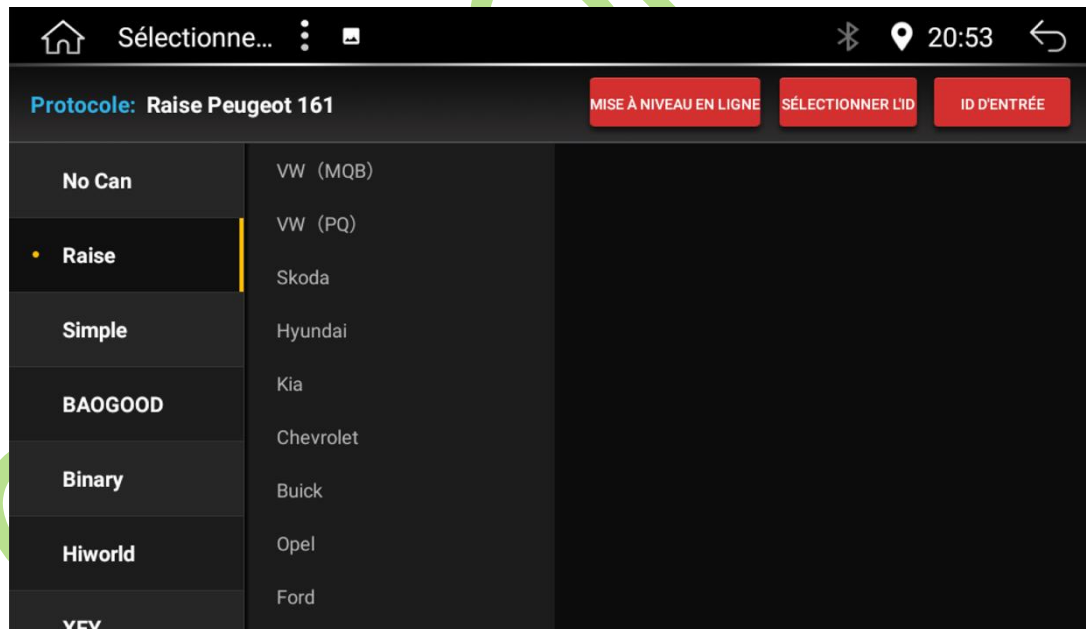 Sélectionne...
20:53
Protocole: Raise Peugeot 161
MISE À NIVEAU EN LIGNE
SÉLECTIONNER L'ID
ID D'ENTRÉE
No Can
Raise
Simple
BAOGOOD
Binary
Hiworld
XFY
VW（MQB）
VW（PQ）
Skoda
Hyundai
Kia
Chevrolet
Buick
Opel
Ford